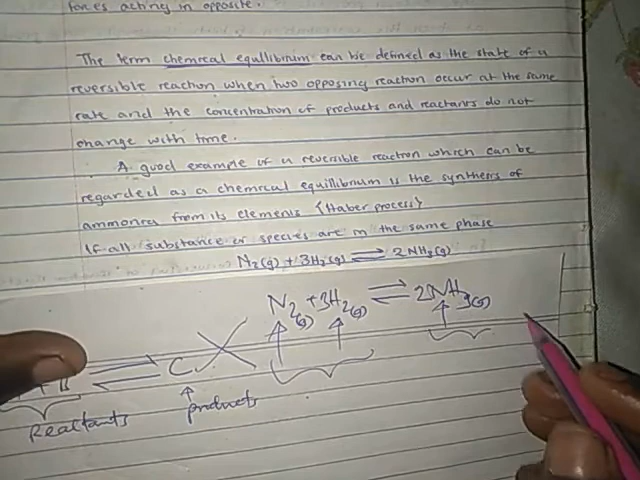 forces acting in opposite.
The term chemical equilibrium can be defined as the state of a
reversible reaction when two opposing reaction occur at the same
rate and the concentration of products and reactants do not
change with time.
A good example of a reversible reaction which can be
regarded as a chemical equillibrium is the synthesis of
ammonia from its elements {Haber process}
If all substance or species are in the same phase
N₂(g) + 3H₂(g) ⇌ 2NH₃(g)
N₂(g) + 3H₂(g) ⇌ 2NH₃(g)
+ B ⇌ C
Reactants
products